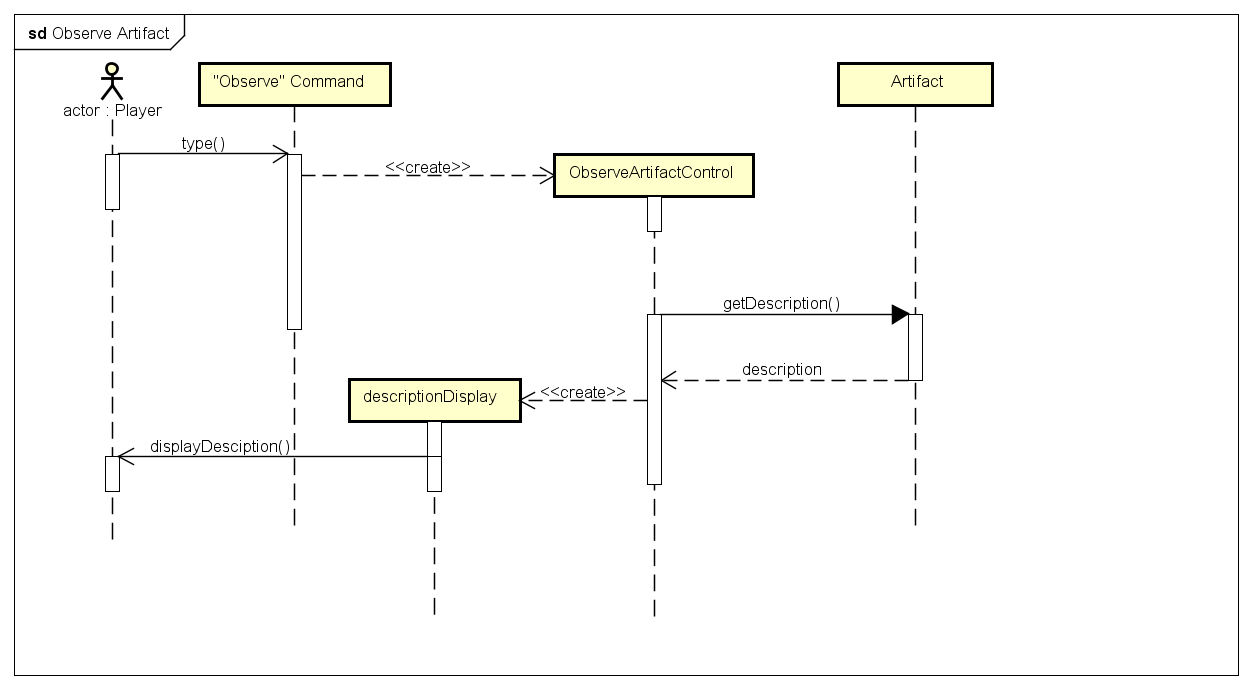 sd Observe Artifact
actor : Player
"Observe" Command
Artifact
type()
<<create>>
ObserveArtifactControl
getDescription()
description
<<create>>
descriptionDisplay
displayDesciption()